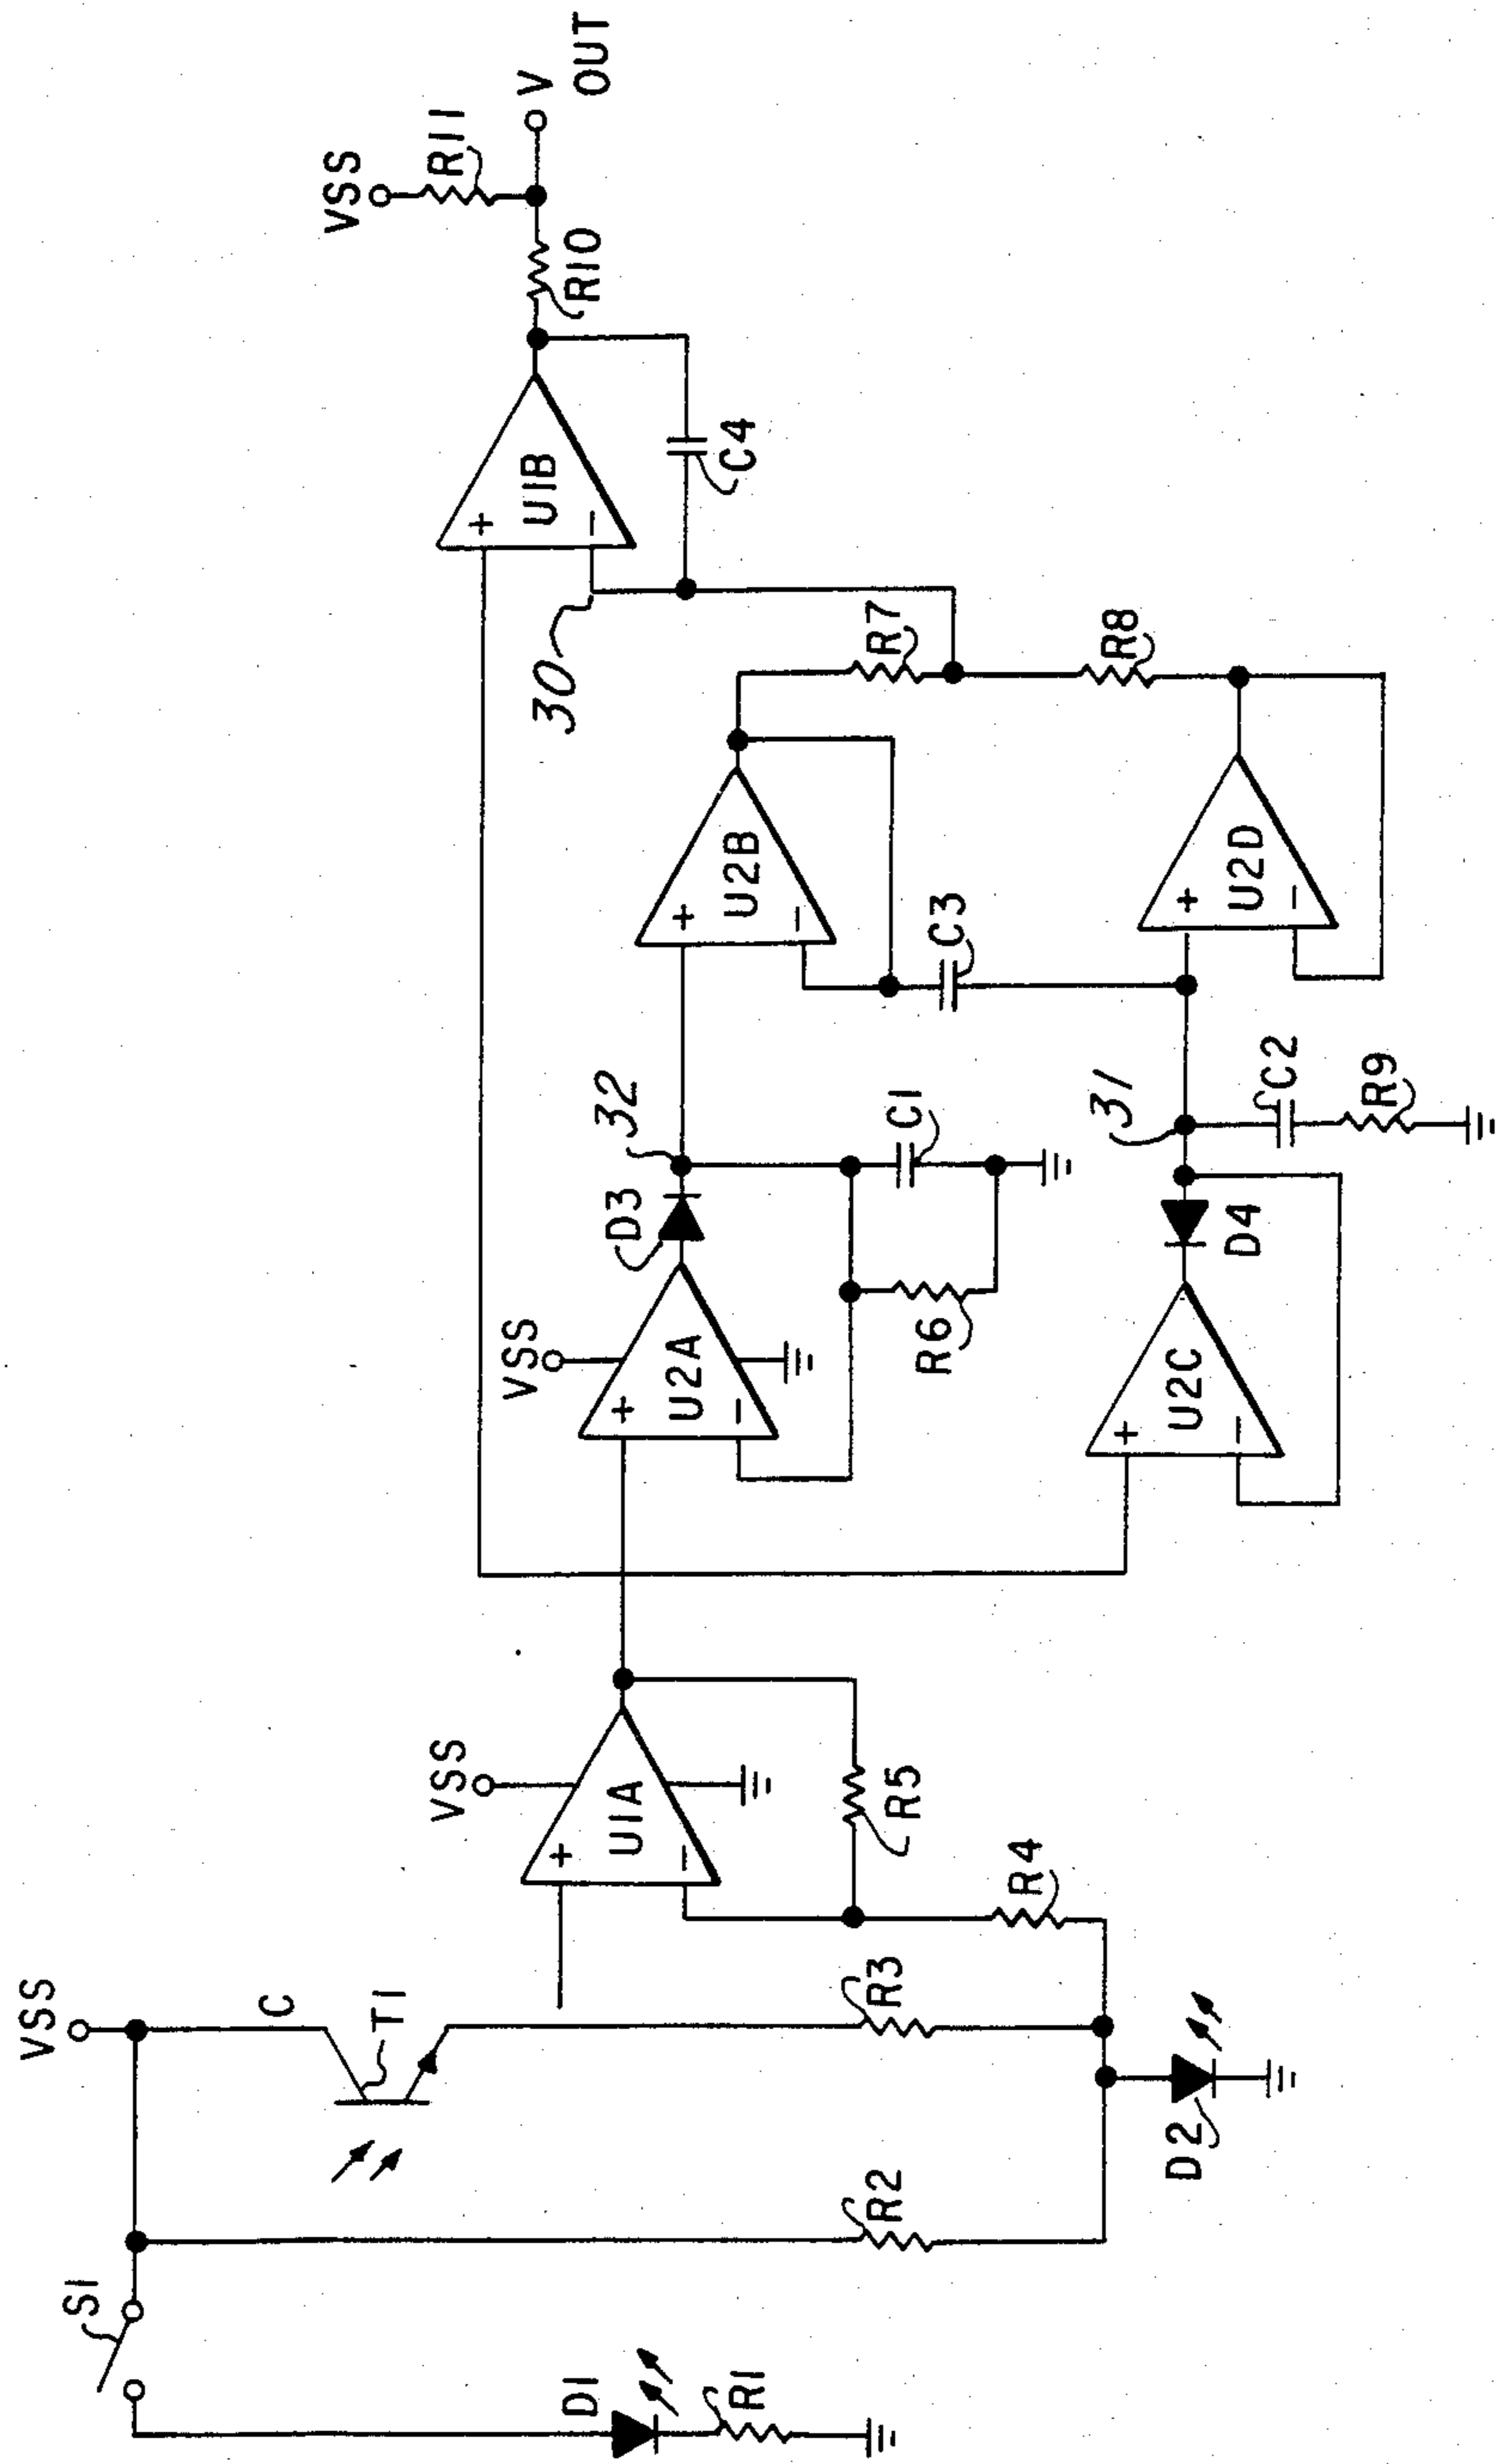 S1
D1
R1
VSS
C
T1
R2
R3
D2
R4
VSS
+
U1A
−
R5
VSS
+
U2A
−
D3
32
R6
C1
+
U2C
−
D4
31
C2
R9
+
U2B
−
C3
+
U2D
−
R7
R8
30
+
U1B
−
C4
R10
VSS
R11
V
OUT